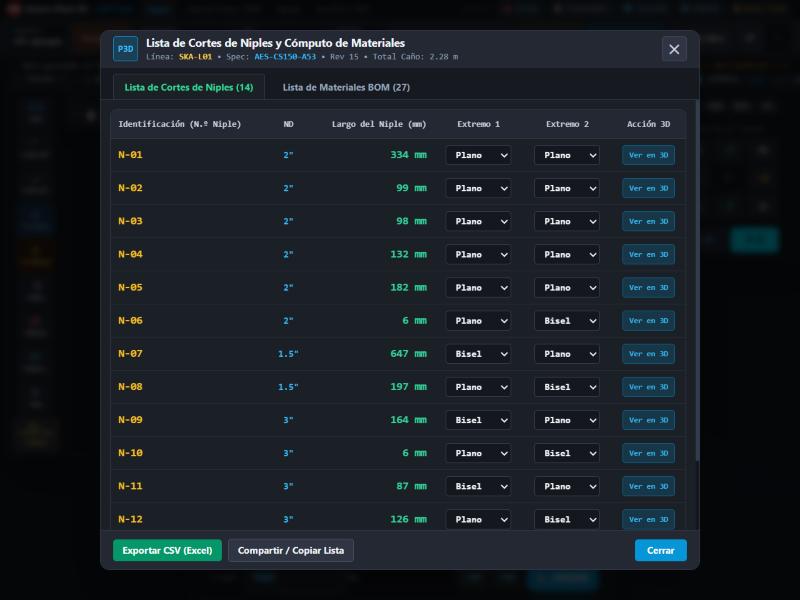 P3D
Lista de Cortes de Niples y Cómputo de Materiales
Línea: SKA-L01 • Spec: AES-CS150-A53 • Rev 15 • Total Caño: 2.28 m
Lista de Cortes de Niples (14) Lista de Materiales BOM (27)
Identificación (N.º Niple) ND Largo del Niple (mm) Extremo 1 Extremo 2 Acción 3D
N-01 2" 334 mm Plano Plano Ver en 3D
N-02 2" 99 mm Plano Plano Ver en 3D
N-03 2" 98 mm Plano Plano Ver en 3D
N-04 2" 132 mm Plano Plano Ver en 3D
N-05 2" 182 mm Plano Plano Ver en 3D
N-06 2" 6 mm Plano Bisel Ver en 3D
N-07 1.5" 647 mm Bisel Plano Ver en 3D
N-08 1.5" 197 mm Plano Bisel Ver en 3D
N-09 3" 164 mm Bisel Plano Ver en 3D
N-10 3" 6 mm Plano Bisel Ver en 3D
N-11 3" 87 mm Bisel Plano Ver en 3D
N-12 3" 126 mm Plano Bisel Ver en 3D
Exportar CSV (Excel) Compartir / Copiar Lista Cerrar